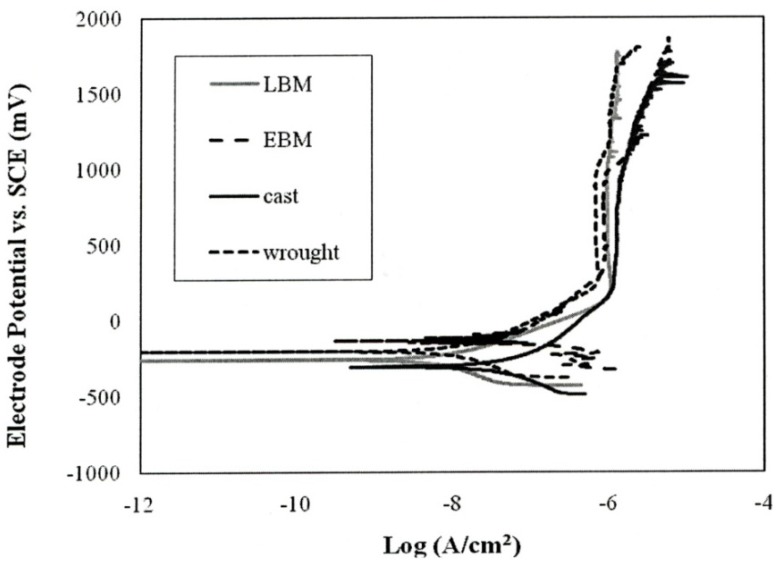 2000
1500
1000
500
0
-500
-1000
Electrode Potential vs. SCE (mV)
LBM
EBM
cast
wrought
-12 -10 -8 -6 -4
Log (A/cm²)